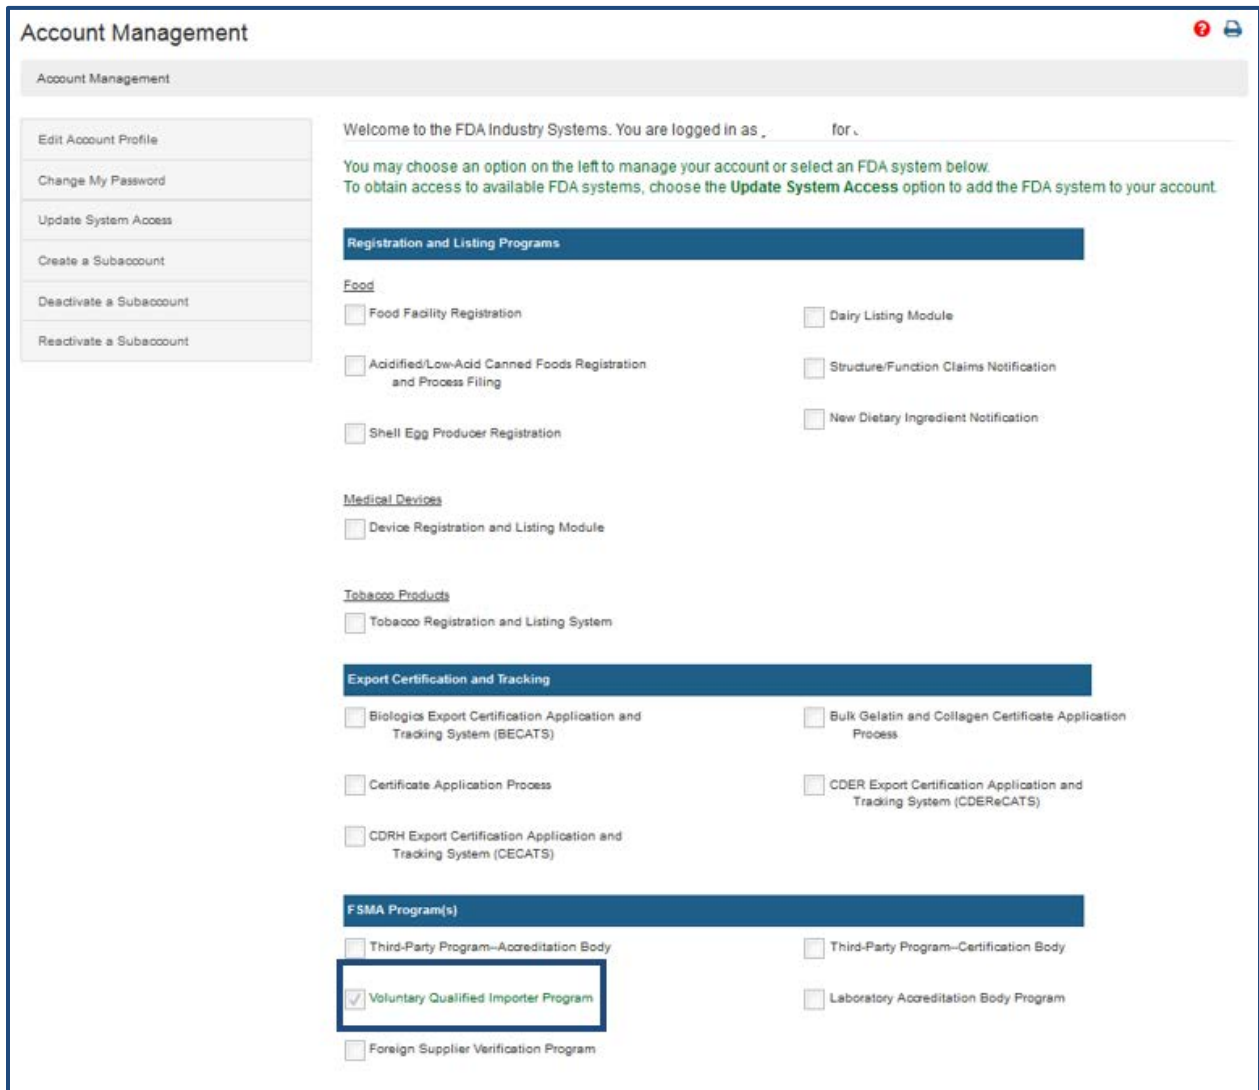 Account Management
Account Management
Edit Account Profile
Change My Password
Update System Access
Create a Subaccount
Deactivate a Subaccount
Reactivate a Subaccount
Welcome to the FDA Industry Systems. You are logged in as for
You may choose an option on the left to manage your account or select an FDA system below.
To obtain access to available FDA systems, choose the Update System Access option to add the FDA system to your account.
Registration and Listing Programs
Food
Food Facility Registration
Dairy Listing Module
Acidified/Low-Acid Canned Foods Registration
and Process Filing
Structure/Function Claims Notification
Shell Egg Producer Registration
New Dietary Ingredient Notification
Medical Devices
Device Registration and Listing Module
Tobacco Products
Tobacco Registration and Listing System
Export Certification and Tracking
Biologics Export Certification Application and
Tracking System (BECATS)
Bulk Gelatin and Collagen Certificate Application
Process
Certificate Application Process
CDER Export Certification Application and
Tracking System (CDEReCATS)
CDRH Export Certification Application and
Tracking System (CECATS)
FSMA Program(s)
Third-Party Program--Accreditation Body
Third-Party Program--Certification Body
Voluntary Qualified Importer Program
Laboratory Accreditation Body Program
Foreign Supplier Verification Program